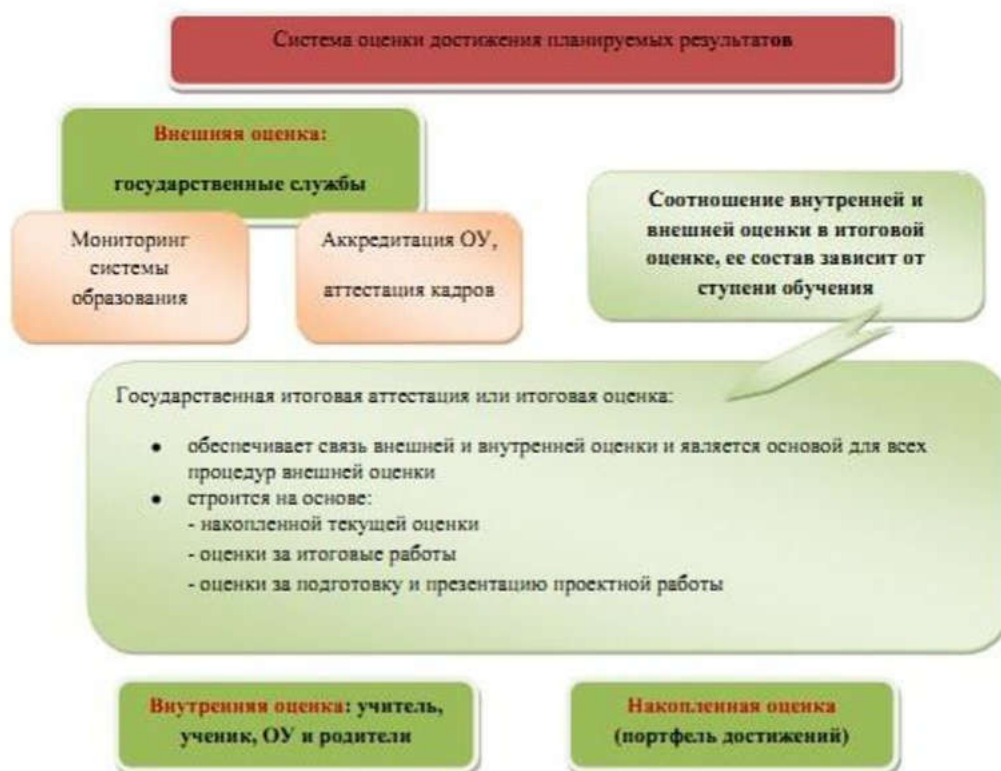 Система оценки достижения планируемых результатов
Внешняя оценка:
государственные службы
Мониторинг
системы
образования
Аккредитация ОУ,
аттестация кадров
Соотношение внутренней и
внешней оценки в итоговой
оценке, ее состав зависит от
ступени обучения
Государственная итоговая аттестация или итоговая оценка:
• обеспечивает связь внешней и внутренней оценки и является основой для всех
процедур внешней оценки
• строится на основе:
- накопленной текущей оценки
- оценки за итоговые работы
- оценки за подготовку и презентацию проектной работы
Внутренняя оценка: учитель,
ученик, ОУ и родители
Накопленная оценка
(портфель достижений)